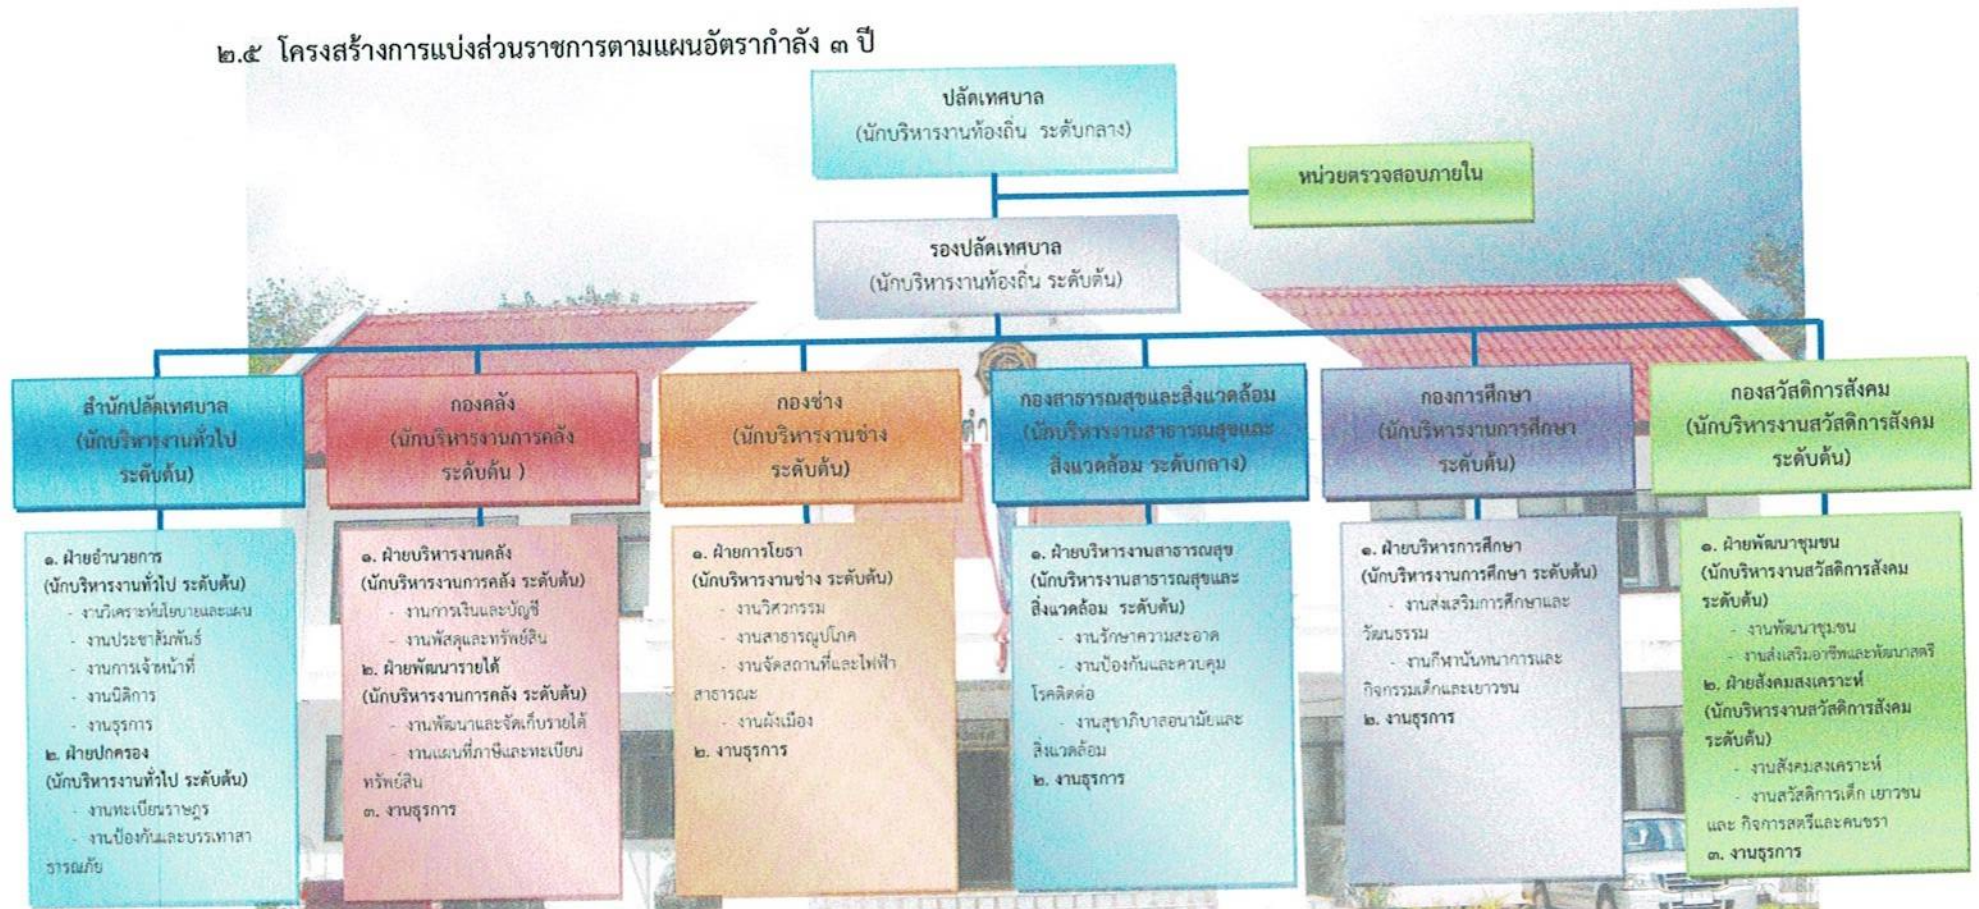 ๒.๕ โครงสร้างการแบ่งส่วนราชการตามแผนอัตรากำลัง ๓ ปี
ปลัดเทศบาล
(นักบริหารงานท้องถิ่น ระดับกลาง)
หน่วยตรวจสอบภายใน
รองปลัดเทศบาล
(นักบริหารงานท้องถิ่น ระดับต้น)
สำนักปลัดเทศบาล
(นักบริหารงานทั่วไป
ระดับต้น)
กองคลัง
(นักบริหารงานการคลัง
ระดับต้น )
กองช่าง
(นักบริหารงานช่าง
ระดับต้น)
กองสาธารณสุขและสิ่งแวดล้อม
(นักบริหารงานสาธารณสุขและ
สิ่งแวดล้อม ระดับกลาง)
กองการศึกษา
(นักบริหารงานการศึกษา
ระดับต้น)
กองสวัสดิการสังคม
(นักบริหารงานสวัสดิการสังคม
ระดับต้น)
๑. ฝ่ายอำนวยการ
(นักบริหารงานทั่วไป ระดับต้น)
- งานวิเคราะห์นโยบายและแผน
- งานประชาสัมพันธ์
- งานการเจ้าหน้าที่
- งานนิติการ
- งานธุรการ
๒. ฝ่ายปกครอง
(นักบริหารงานทั่วไป ระดับต้น)
- งานทะเบียนราษฎร
- งานป้องกันและบรรเทาสา
ธารณภัย
๑. ฝ่ายบริหารงานคลัง
(นักบริหารงานการคลัง ระดับต้น)
- งานการเงินและบัญชี
- งานพัสดุและทรัพย์สิน
๒. ฝ่ายพัฒนารายได้
(นักบริหารงานการคลัง ระดับต้น)
- งานพัฒนาและจัดเก็บรายได้
- งานแผนที่ภาษีและทะเบียน
ทรัพย์สิน
๓. งานธุรการ
๑. ฝ่ายการโยธา
(นักบริหารงานช่าง ระดับต้น)
- งานวิศวกรรม
- งานสาธารณูปโภค
- งานจัดสถานที่และไฟฟ้า
สาธารณะ
- งานผังเมือง
๒. งานธุรการ
๑. ฝ่ายบริหารงานสาธารณสุข
(นักบริหารงานสาธารณสุขและ
สิ่งแวดล้อม ระดับต้น)
- งานรักษาความสะอาด
- งานป้องกันและควบคุม
โรคติดต่อ
- งานสุขาภิบาลอนามัยและ
สิ่งแวดล้อม
๒. งานธุรการ
๑. ฝ่ายบริหารการศึกษา
(นักบริหารงานการศึกษา ระดับต้น)
- งานส่งเสริมการศึกษาและ
วัฒนธรรม
- งานกีฬานันทนาการและ
กิจกรรมเด็กและเยาวชน
๒. งานธุรการ
๑. ฝ่ายพัฒนาชุมชน
(นักบริหารงานสวัสดิการสังคม
ระดับต้น)
- งานพัฒนาชุมชน
- งานส่งเสริมอาชีพและพัฒนาสตรี
๒. ฝ่ายสังคมสงเคราะห์
(นักบริหารงานสวัสดิการสังคม
ระดับต้น)
- งานสังคมสงเคราะห์
- งานสวัสดิการเด็ก เยาวชน
และ กิจการสตรีและคนชรา
๓. งานธุรการ